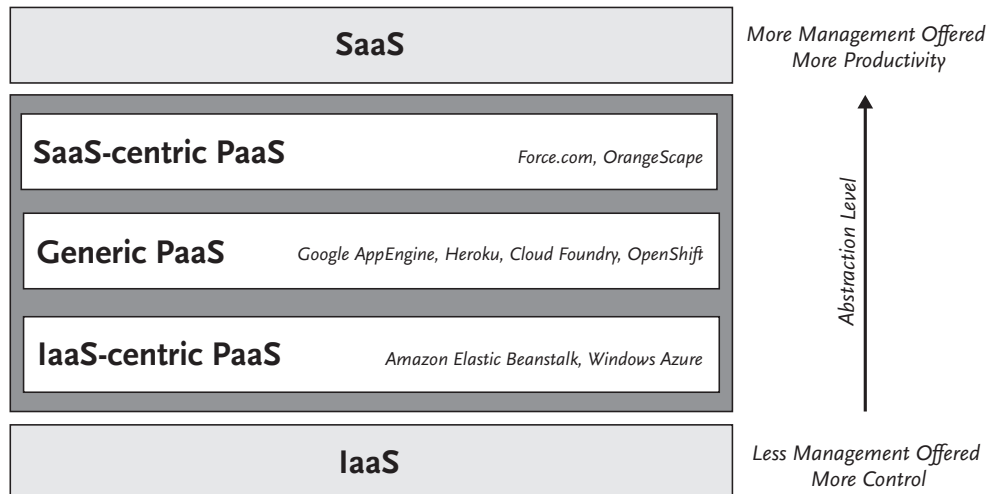 SaaS
More Management Offered
More Productivity
SaaS-centric PaaS
Force.com, OrangeScape
Generic PaaS
Google AppEngine, Heroku, Cloud Foundry, OpenShift
Abstraction Level
IaaS-centric PaaS
Amazon Elastic Beanstalk, Windows Azure
IaaS
Less Management Offered
More Control